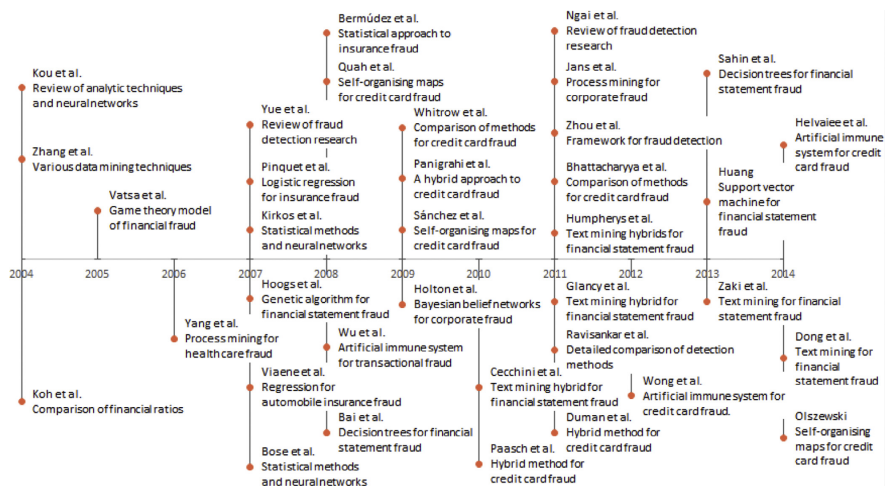 Kou et al.
Review of analytic techniques
and neural networks
Zhang et al.
Various data mining techniques
Vatsa et al.
Game theory model
of financial fraud
Yue et al.
Review of fraud
detection research
Pinquet et al.
Logistic regression
for insurance fraud
Kirkos et al.
Statistical methods
and neural networks
Bermúdez et al.
Statistical approach to
insurance fraud
Quah et al.
Self-organising maps
for credit card fraud
Whitrow et al.
Comparison of methods
for credit card fraud
Panigrahi et al.
A hybrid approach to
credit card fraud
Sánchez et al.
Self-organising maps for
credit card fraud
Ngai et al.
Review of fraud detection
research
Jans et al.
Process mining for
corporate fraud
Zhou et al.
Framework for fraud detection
Bhattacharyya et al.
Comparison of methods
for credit card fraud
Humpherys et al.
Text mining hybrids for
financial statement fraud
Sahin et al.
Decision trees for financial
statement fraud
Huang
Support vector
machine for
financial statement
fraud
Helvaiee et al.
Artificial immune
system for credit
card fraud
2004 2005 2006 2007 2008 2009 2010 2011 2012 2013 2014
Koh et al.
Comparison of financial ratios
Yang et al.
Process mining for
health care fraud
Hoogs et al.
Genetic algorithm for
financial statement fraud
Viaene et al.
Regression for
automobile insurance fraud
Bose et al.
Statistical methods
and neural networks
Wu et al.
Artificial immune system
for transactional fraud
Bai et al.
Decision trees for financial
statement fraud
Holton et al.
Bayesian belief networks
for corporate fraud
Cecchini et al.
Text mining hybrid for
financial statement fraud
Paasch et al.
Hybrid method for
credit card fraud
Glancy et al.
Text mining hybrid for
financial statement fraud
Ravisankar et al.
Detailed comparison of detection
methods
Duman et al.
Hybrid method for
credit card fraud
Wong et al.
Artificial immune system for
credit card fraud.
Zaki et al.
Text mining for financial
statement fraud
Dong et al.
Text mining for
financial
statement fraud
Olszewski
Self-organising
maps for credit
card fraud